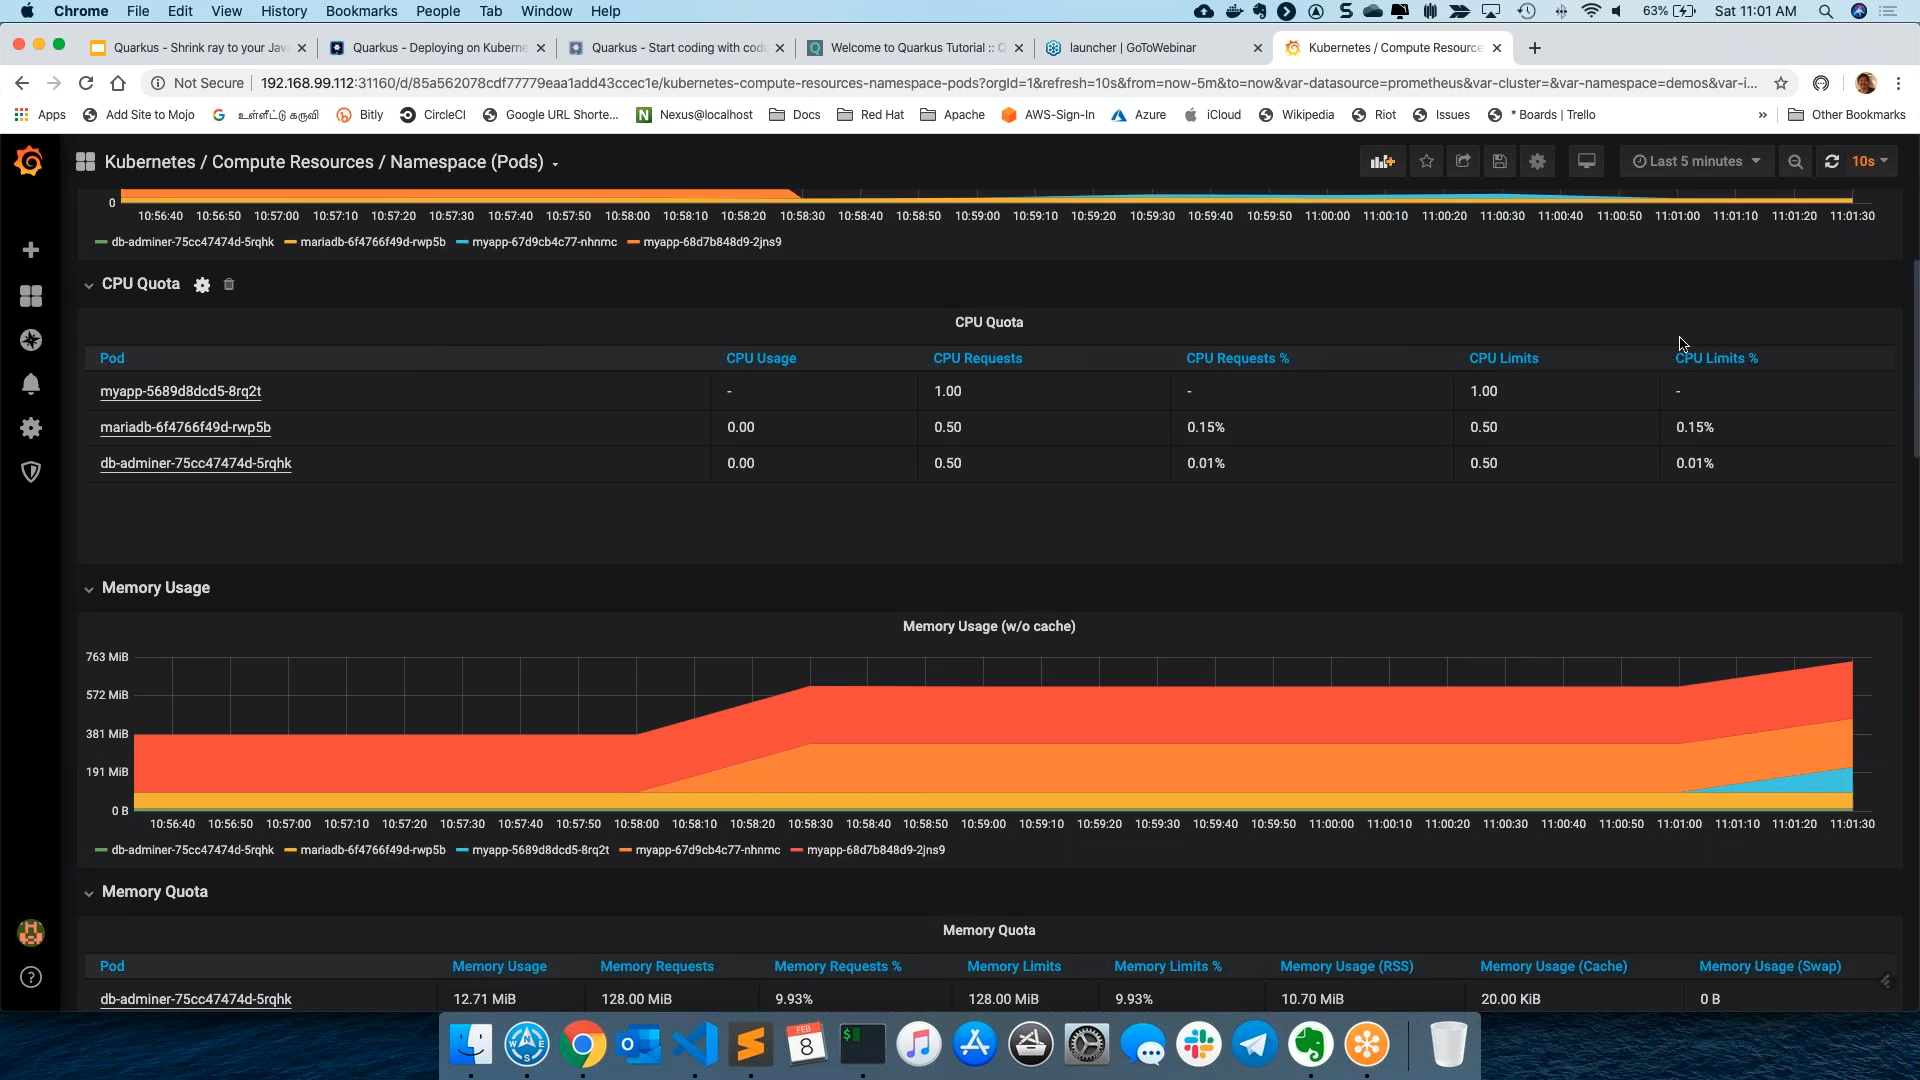 Chrome File Edit View History Bookmarks People Tab Window Help 63% Sat 11:01 AM
Quarkus - Shrink ray to your Jav Quarkus - Deploying on Kuberne Quarkus - Start coding with cod Welcome to Quarkus Tutorial :: launcher | GoToWebinar Kubernetes / Compute Resource
Not Secure 192.168.99.112:31160/d/85a562078cdf77779eaa1add43ccec1e/kubernetes-compute-resources-namespace-pods?orgId=1&refresh=10s&from=now-5m&to=now&var-datasource=prometheus&var-cluster=&var-namespace=demos&var-i...
Apps Add Site to Mojo உள்ளீட்டு கருவி Bitly CircleCI Google URL Shorte... Nexus@localhost Docs Red Hat Apache AWS-Sign-In Azure iCloud Wikipedia Riot Issues * Boards | Trello » Other Bookmarks
Kubernetes / Compute Resources / Namespace (Pods) Last 5 minutes 10s
0
10:56:40 10:56:50 10:57:00 10:57:10 10:57:20 10:57:30 10:57:40 10:57:50 10:58:00 10:58:10 10:58:20 10:58:30 10:58:40 10:58:50 10:59:00 10:59:10 10:59:20 10:59:30 10:59:40 10:59:50 11:00:00 11:00:10 11:00:20 11:00:30 11:00:40 11:00:50 11:01:00 11:01:10 11:01:20 11:01:30
db-adminer-75cc47474d-5rqhk mariadb-6f4766f49d-rwp5b myapp-67d9cb4c77-nhnmc myapp-68d7b848d9-2jns9
CPU Quota
CPU Quota
Pod CPU Usage CPU Requests CPU Requests % CPU Limits CPU Limits %
myapp-5689d8dcd5-8rq2t - 1.00 - 1.00 -
mariadb-6f4766f49d-rwp5b 0.00 0.50 0.15% 0.50 0.15%
db-adminer-75cc47474d-5rqhk 0.00 0.50 0.01% 0.50 0.01%
Memory Usage
Memory Usage (w/o cache)
763 MiB
572 MiB
381 MiB
191 MiB
0 B
10:56:40 10:56:50 10:57:00 10:57:10 10:57:20 10:57:30 10:57:40 10:57:50 10:58:00 10:58:10 10:58:20 10:58:30 10:58:40 10:58:50 10:59:00 10:59:10 10:59:20 10:59:30 10:59:40 10:59:50 11:00:00 11:00:10 11:00:20 11:00:30 11:00:40 11:00:50 11:01:00 11:01:10 11:01:20 11:01:30
db-adminer-75cc47474d-5rqhk mariadb-6f4766f49d-rwp5b myapp-5689d8dcd5-8rq2t myapp-67d9cb4c77-nhnmc myapp-68d7b848d9-2jns9
Memory Quota
Memory Quota
Pod Memory Usage Memory Requests Memory Requests % Memory Limits Memory Limits % Memory Usage (RSS) Memory Usage (Cache) Memory Usage (Swap)
db-adminer-75cc47474d-5rqhk 12.71 MiB 128.00 MiB 9.93% 128.00 MiB 9.93% 10.70 MiB 20.00 KiB 0 B
FEB
8